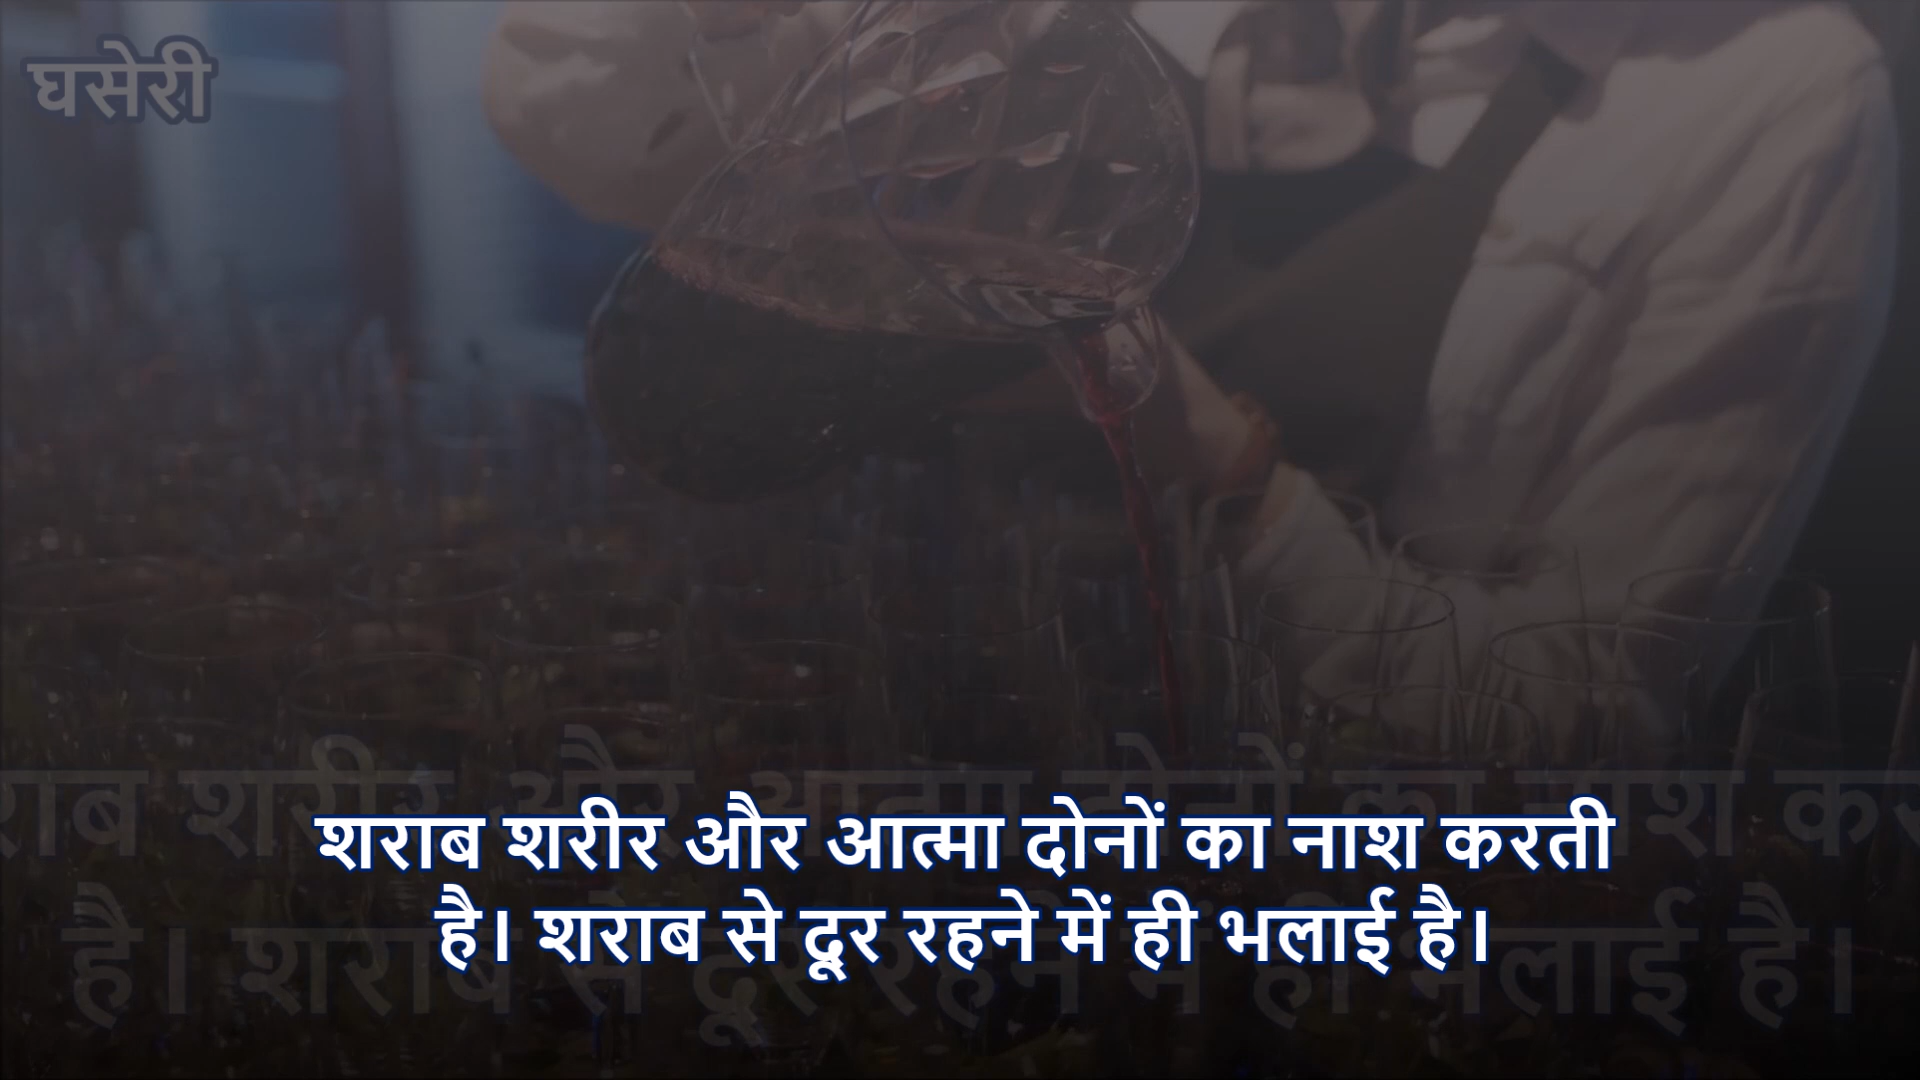 घसेरी
शराब शरीर और आत्मा दोनों का नाश करती
है। शराब से दूर रहने में ही भलाई है।